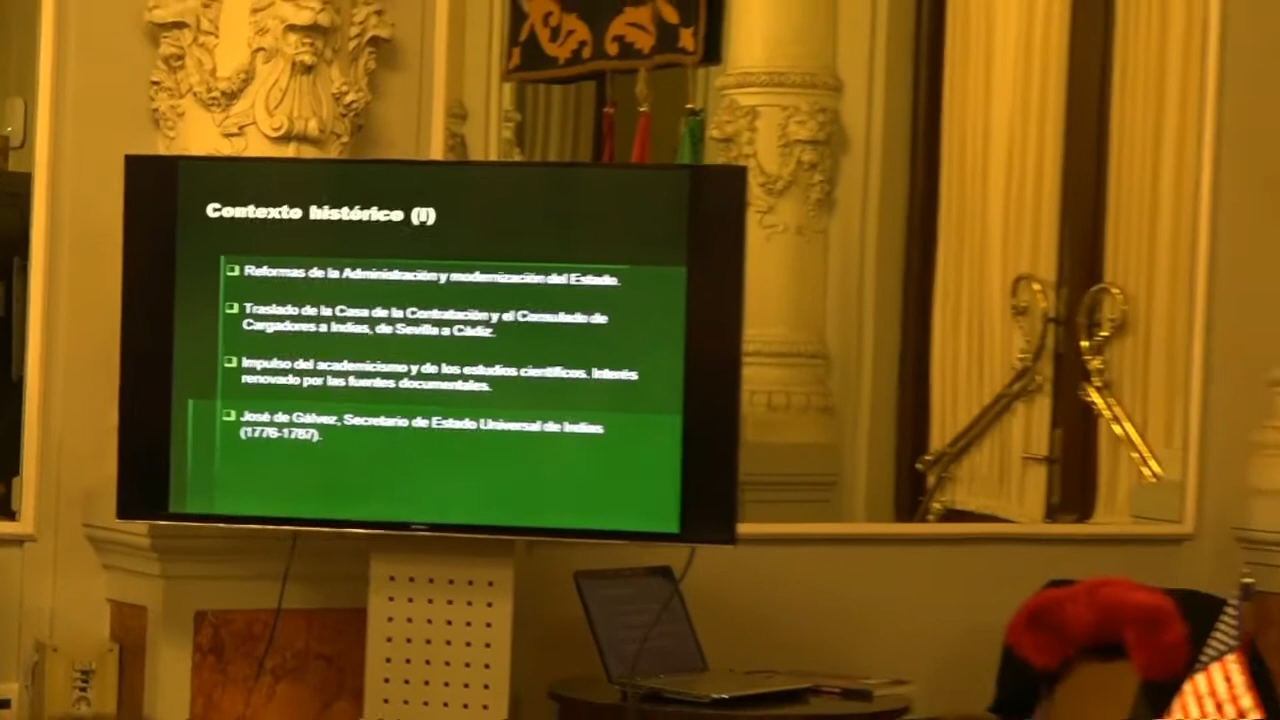 Contexto histórico (I)
❑ Reformas de la Administración y modernización del Estado.
❑ Traslado de la Casa de la Contratación y el Consulado de
Cargadores a Indias, de Sevilla a Cádiz.
❑ Impulso del academicismo y de los estudios científicos. Interés
renovado por las fuentes documentales.
❑ José de Gálvez, Secretario de Estado Universal de Indias
(1776-1787).